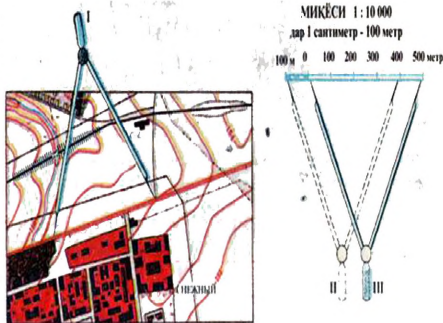 I
МИҚЁСИ 1 : 10 000
дар 1 сантиметр - 100 метр
100 м 0 100 200 300 400 500 метр
СНЕЖНЫЙ
II III